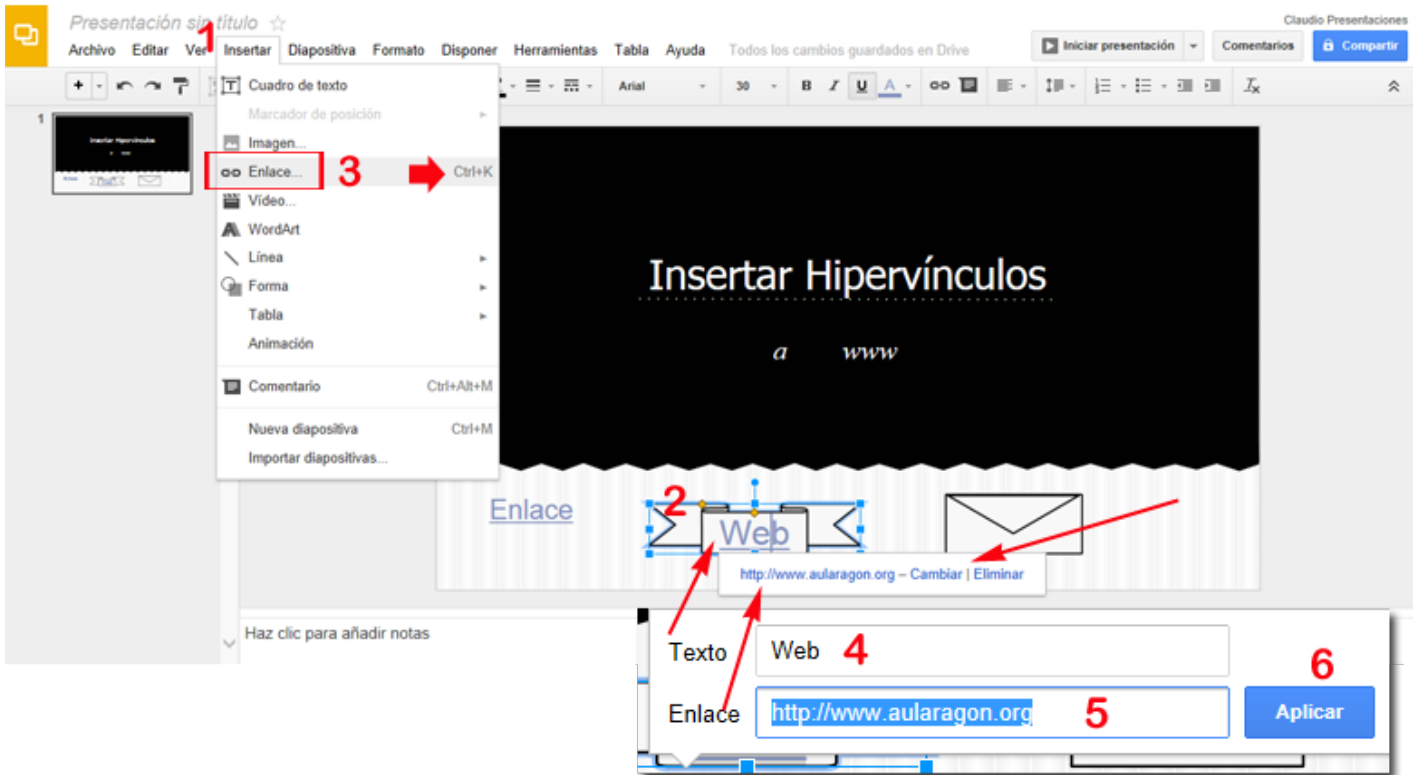 Presentación sin título
Claudio Presentaciones
1
Archivo Editar Ver Insertar Diapositiva Formato Disponer Herramientas Tabla Ayuda Todos los cambios guardados en Drive
Iniciar presentación Comentarios Compartir
Arial 30 B I U A
Cuadro de texto
Marcador de posición
Imagen...
Enlace... 3 Ctrl+K
Vídeo...
WordArt
Línea
Forma
Tabla
Animación
Comentario Ctrl+Alt+M
Nueva diapositiva Ctrl+M
Importar diapositivas...
1
Insertar Hipervínculos
a www
Insertar Hipervínculos
a www
Enlace
2
Web
http://www.aularagon.org – Cambiar | Eliminar
Haz clic para añadir notas
Texto Web 4
6
Enlace http://www.aularagon.org 5 Aplicar